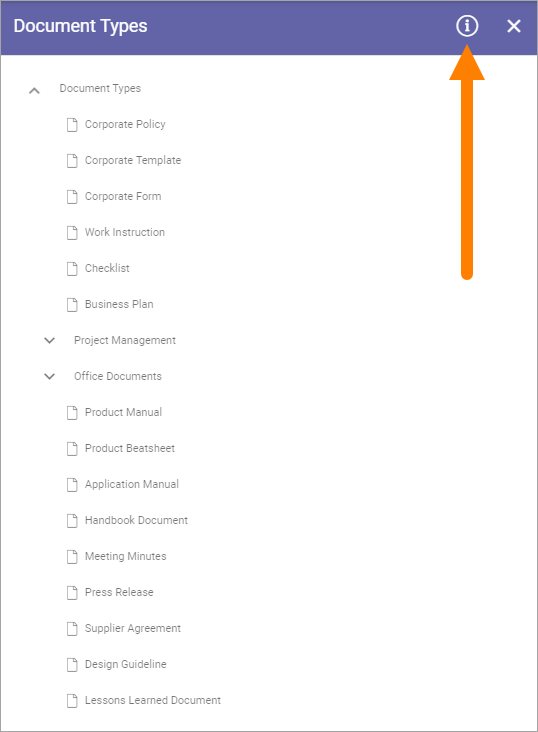 Document Types
Document Types
Corporate Policy
Corporate Template
Corporate Form
Work Instruction
Checklist
Business Plan
Project Management
Office Documents
Product Manual
Product Beatsheet
Application Manual
Handbook Document
Meeting Minutes
Press Release
Supplier Agreement
Design Guideline
Lessons Learned Document